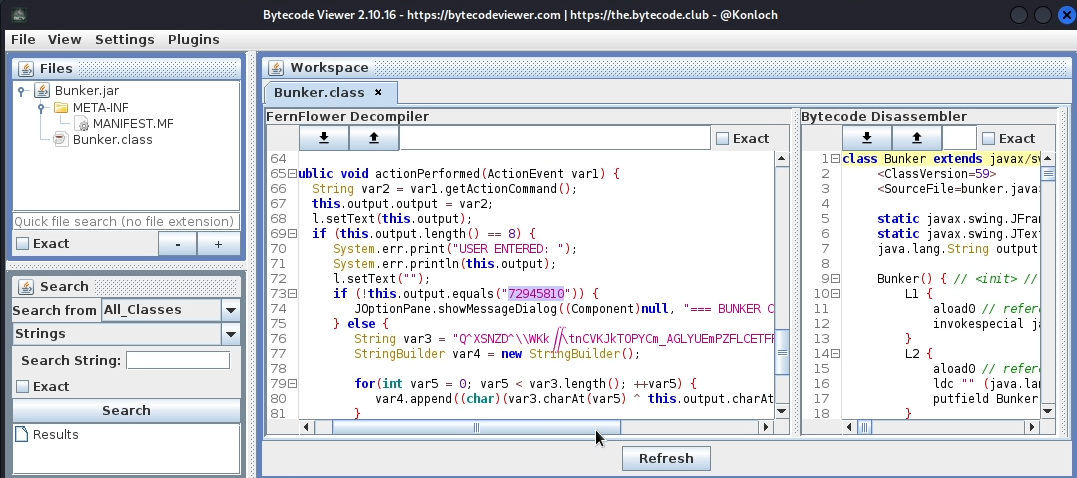 Bytecode Viewer 2.10.16 - https://bytecodeviewer.com | https://the.bytecode.club - @Konloch
File View Settings Plugins
Files
Bunker.jar
META-INF
MANIFEST.MF
Bunker.class
Quick file search (no file extension)
Exact - +
Search
Search from All_Classes
Strings
Search String:
Exact
Search
Results
Workspace
Bunker.class ×
FernFlower Decompiler
Exact
64
65 ublic void actionPerformed(ActionEvent var1) {
66 String var2 = var1.getActionCommand();
67 this.output.output = var2;
68 l.setText(this.output);
69 if (this.output.length() == 8) {
70 System.err.print("USER ENTERED: ");
71 System.err.println(this.output);
72 l.setText("");
73 if (!this.output.equals("72945810")) {
74 JOptionPane.showMessageDialog((Component)null, "=== BUNKER C
75 } else {
76 String var3 = "Q^XSNZD^\\WKk
77 StringBuilder var4 = new StringBuilder();
78
79 for(int var5 = 0; var5 < var3.length(); ++var5) {
80 var4.append((char)(var3.charAt(var5) ^ this.output.charAt
81 }
Bytecode Disassembler
Exact
1 class Bunker extends javax/sw
2 <ClassVersion=59>
3 <SourceFile=bunker.java
4
5 static javax.swing.JFra
6 static javax.swing.JTex
7 java.lang.String output
8
9 Bunker() { // <init> //
10 L1 {
11 aload0 // refer
12 invokespecial ja
13 }
14 L2 {
15 aload0 // refer
16 ldc "" (java.lan
17 putfield Bunker
18 }
Refresh